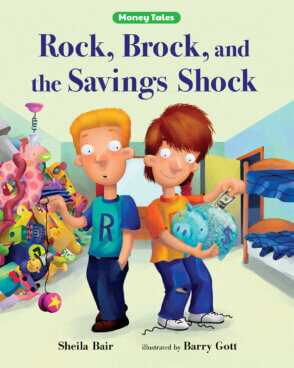 Money Tales
Rock, Brock, and
the Savings Shock
R
Sheila Bair
illustrated by Barry Gott